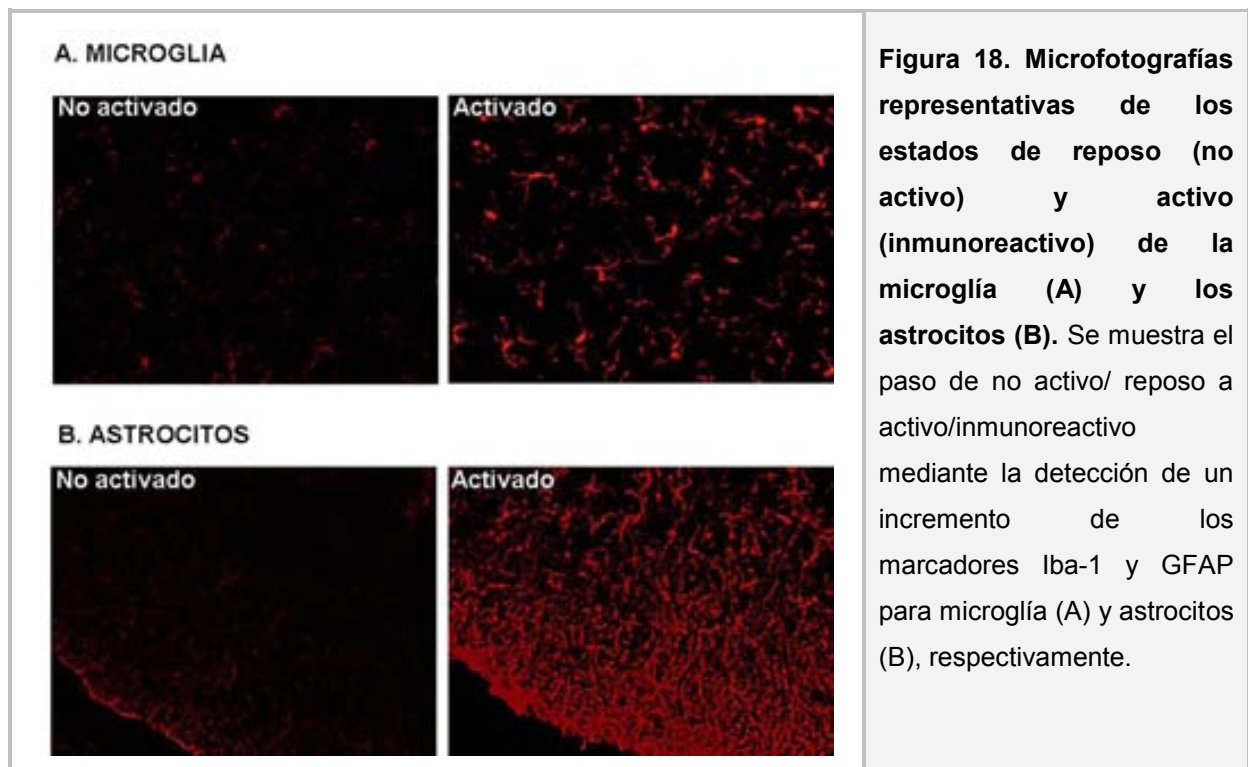 A. MICROGLIA
No activado
Activado
B. ASTROCITOS
No activado
Activado
Figura 18. Microfotografías
representativas de los
estados de reposo (no
activo) y activo
(inmunoreactivo) de la
microglía (A) y los
astrocitos (B). Se muestra el
paso de no activo/ reposo a
activo/inmunoreactivo
mediante la detección de un
incremento de los
marcadores Iba-1 y GFAP
para microglía (A) y astrocitos
(B), respectivamente.